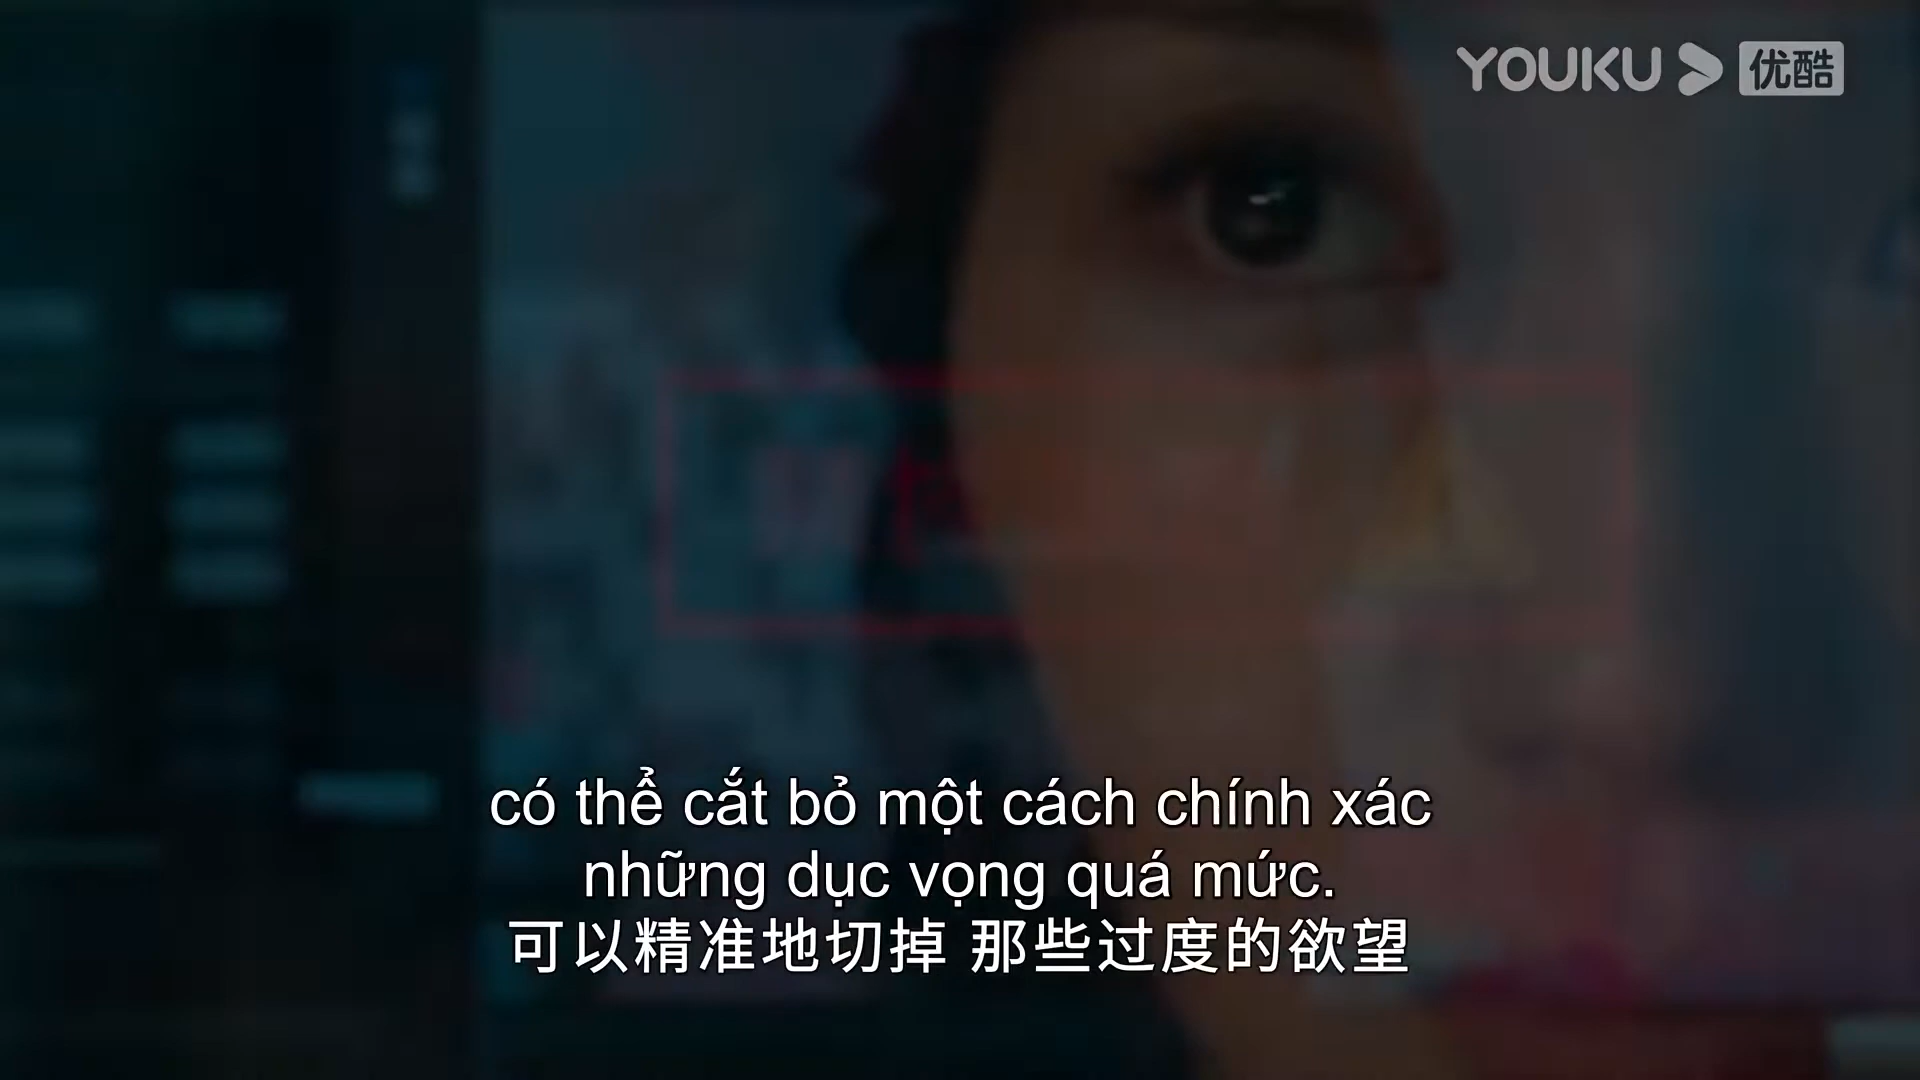 YOUKU 优酷
có thể cắt bỏ một cách chính xác
những dục vọng quá mức.
可以精准地切掉 那些过度的欲望